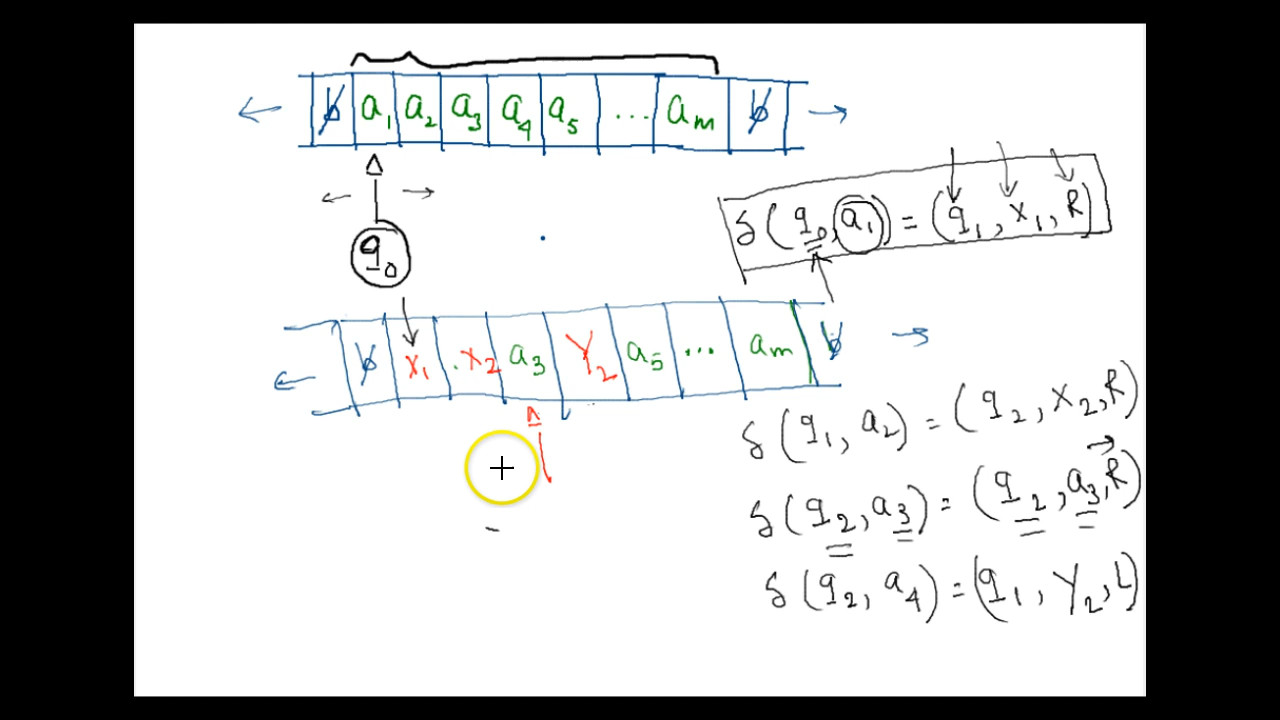 ƀ a₁ a₂ a₃ a₄ a₅ ... aₘ ƀ
δ(q₀, a₁) = (q₁, X₁, R)
q₀
ƀ X₁ X₂ a₃ Y₂ a₅ ... aₘ ƀ
δ(q₁, a₂) = (q₂, X₂, R)
δ(q₂, a₃) = (q₂, a₃, R)
δ(q₂, a₄) = (q₁, Y₂, L)